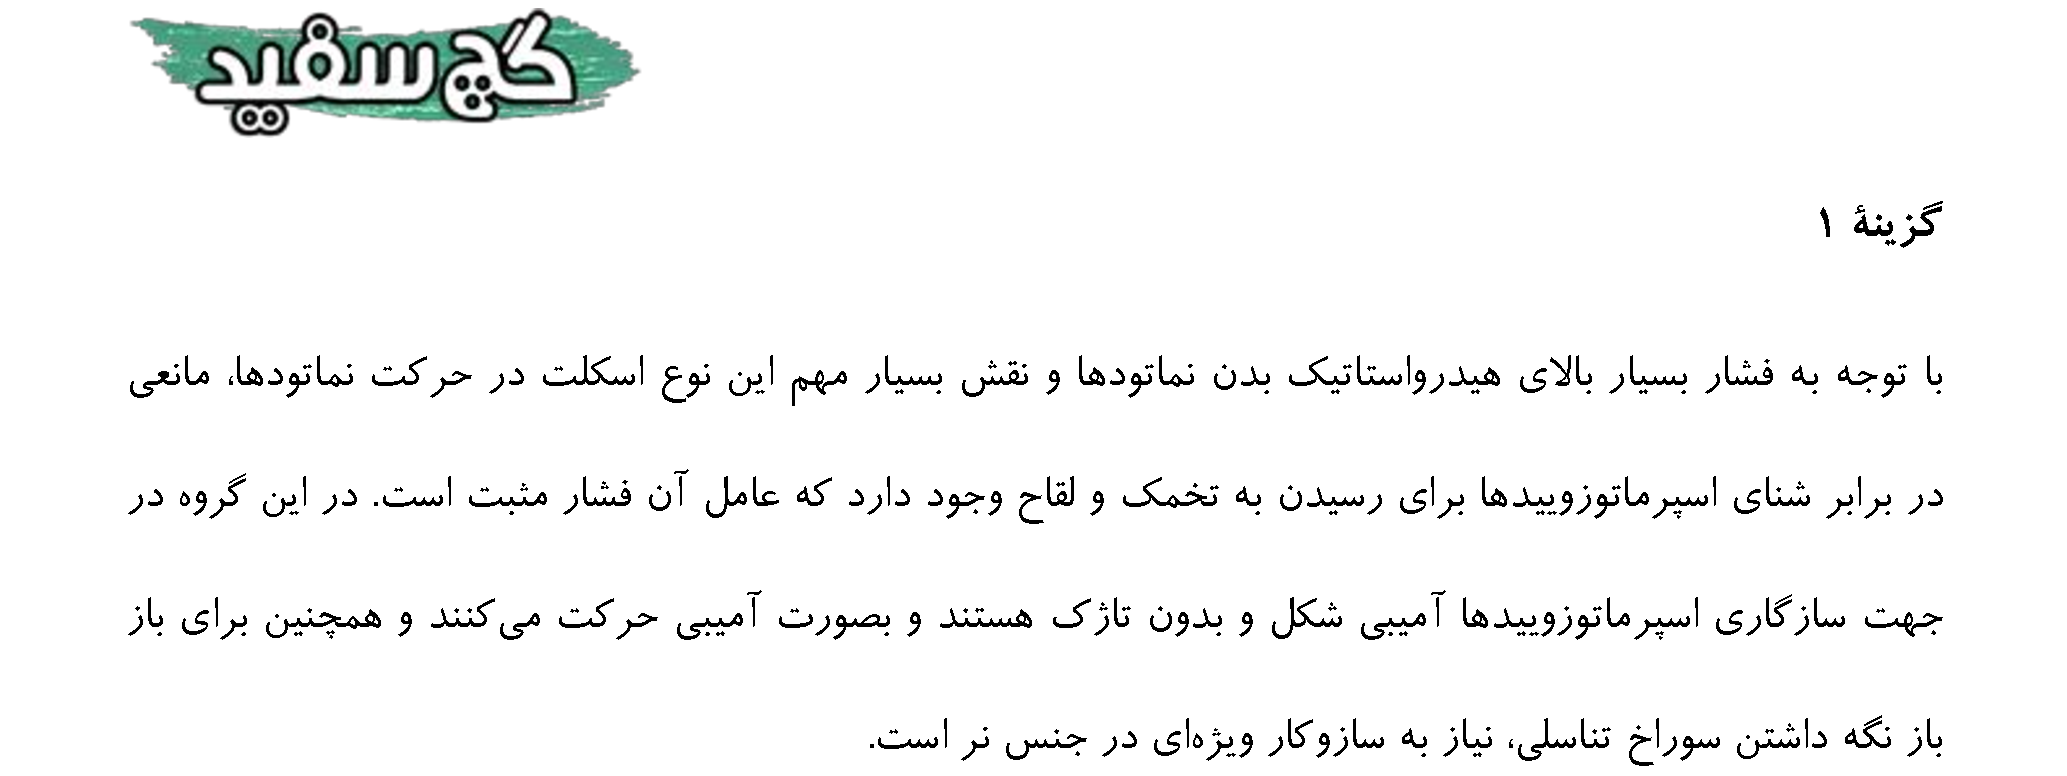 گچ سفید
گزینهٔ ۱
با توجه به فشار بسیار بالای هیدرواستاتیک بدن نماتودها و نقش بسیار مهم این نوع اسکلت در حرکت نماتودها، مانعی
در برابر شنای اسپرماتوزوییدها برای رسیدن به تخمک و لقاح وجود دارد که عامل آن فشار مثبت است. در این گروه در
جهت سازگاری اسپرماتوزوییدها آمیبی شکل و بدون تاژک هستند و بصورت آمیبی حرکت می‌کنند و همچنین برای باز
باز نگه داشتن سوراخ تناسلی، نیاز به سازوکار ویژه‌ای در جنس نر است.